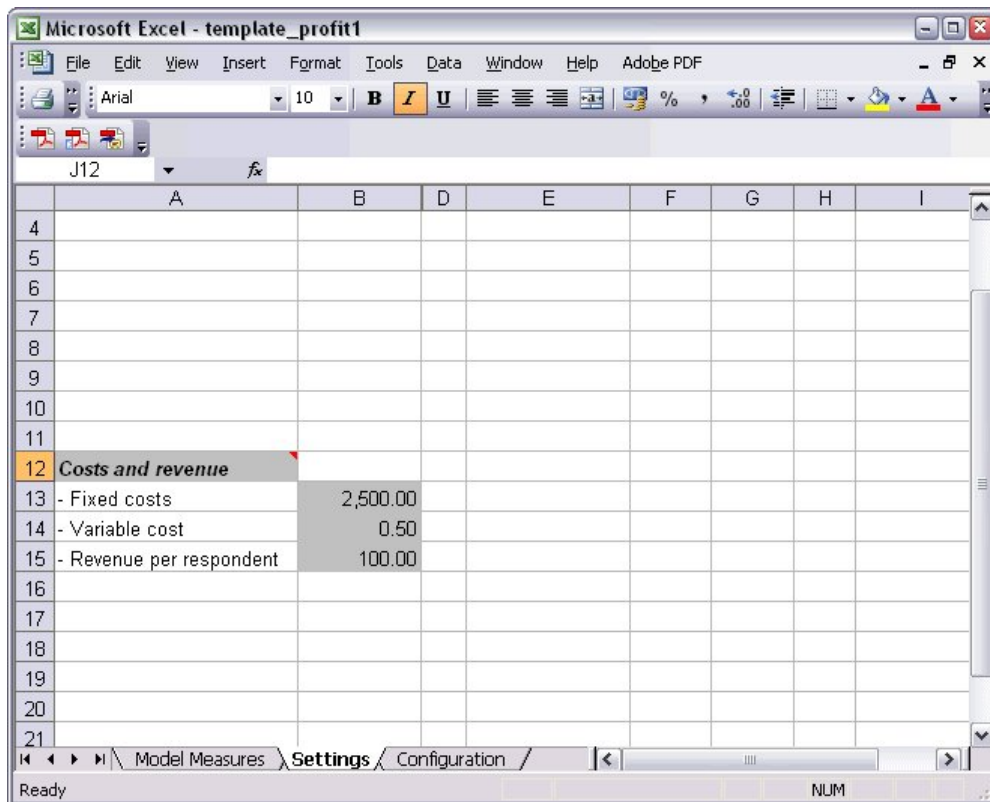 Microsoft Excel - template_profit1
File Edit View Insert Format Tools Data Window Help Adobe PDF
Arial 10 B I U % , .00
J12 fx
A B D E F G H I
4
5
6
7
8
9
10
11
12 Costs and revenue
13 - Fixed costs 2,500.00
14 - Variable cost 0.50
15 - Revenue per respondent 100.00
16
17
18
19
20
21
Model Measures Settings Configuration
Ready NUM